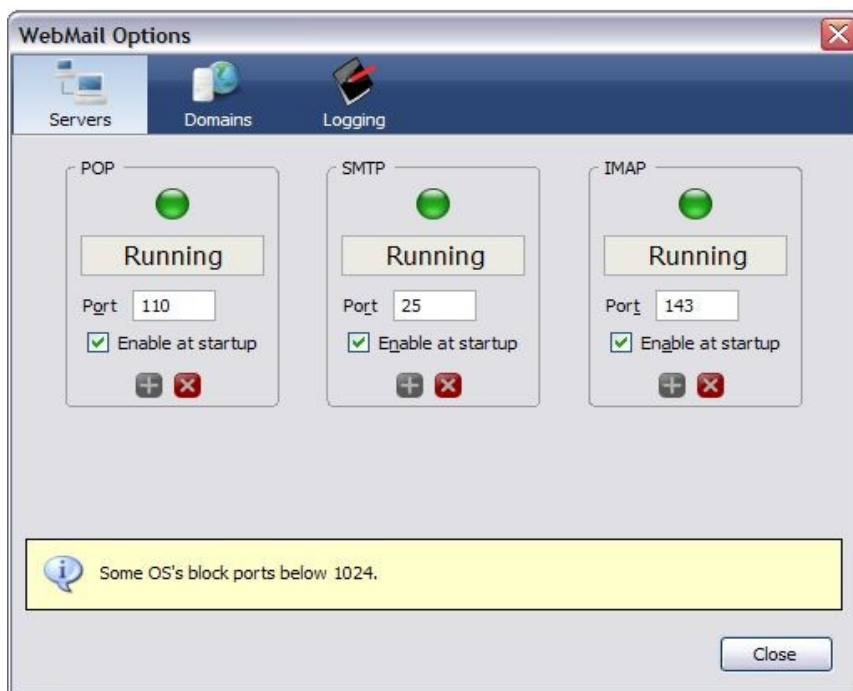 WebMail Options
Servers Domains Logging
POP SMTP IMAP
Running Running Running
Port 110 Port 25 Port 143
Enable at startup Enable at startup Enable at startup
Some OS's block ports below 1024.
Close